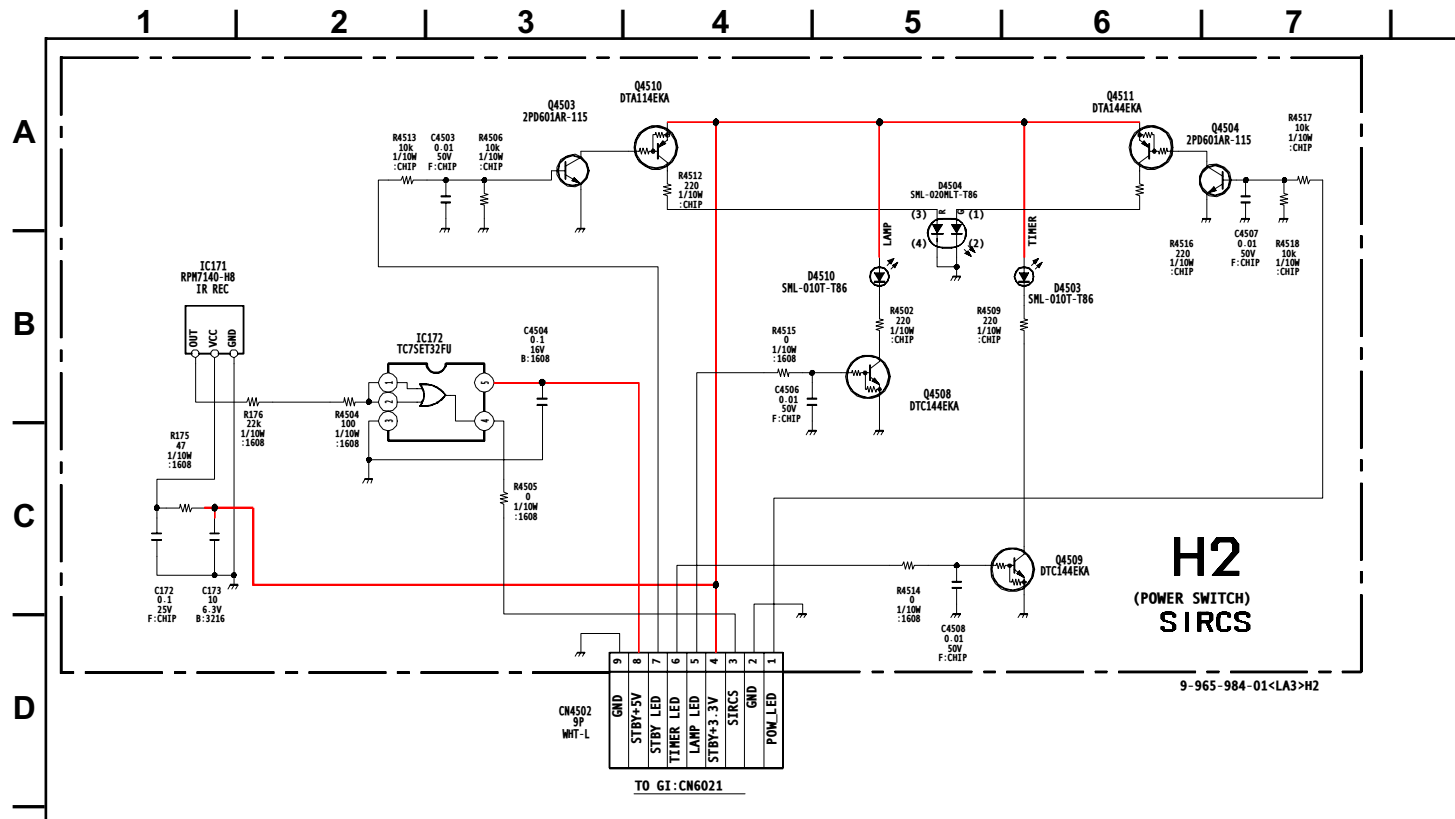 1
2
3
4
5
6
7
A
B
C
D
Q4510
DTA114EKA
Q4503
2PD601AR-115
R4513
10k
1/10W
:CHIP
C4503
0.01
50V
F:CHIP
R4506
10k
1/10W
:CHIP
R4512
220
1/10W
:CHIP
D4504
SML-020MLT-T86
R
G
(3)
(1)
(4)
(2)
Q4511
DTA144EKA
Q4504
2PD601AR-115
R4517
10k
1/10W
:CHIP
LAMP
TIMER
R4516
220
1/10W
:CHIP
C4507
0.01
50V
F:CHIP
R4518
10k
1/10W
:CHIP
IC171
RPM7140-H8
IR REC
OUT
VCC
GND
D4510
SML-010T-T86
D4503
SML-010T-T86
IC172
TC7SET32FU
1
2
3
5
4
C4504
0.1
16V
B:1608
R4515
0
1/10W
:1608
R4502
220
1/10W
:CHIP
R4509
220
1/10W
:CHIP
C4506
0.01
50V
F:CHIP
Q4508
DTC144EKA
R176
22k
1/10W
:1608
R4504
100
1/10W
:1608
R175
47
1/10W
:1608
R4505
0
1/10W
:1608
C172
0.1
25V
F:CHIP
C173
10
6.3V
B:3216
Q4509
DTC144EKA
R4514
0
1/10W
:1608
C4508
0.01
50V
F:CHIP
H2
(POWER SWITCH)
SIRCS
9-965-984-01<LA3>H2
CN4502
9P
WHT-L
9 GND
8 STBY+5V
7 STBY LED
6 TIMER LED
5 LAMP LED
4 STBY+3.3V
3 SIRCS
2 GND
1 POW_LED
TO GI:CN6021